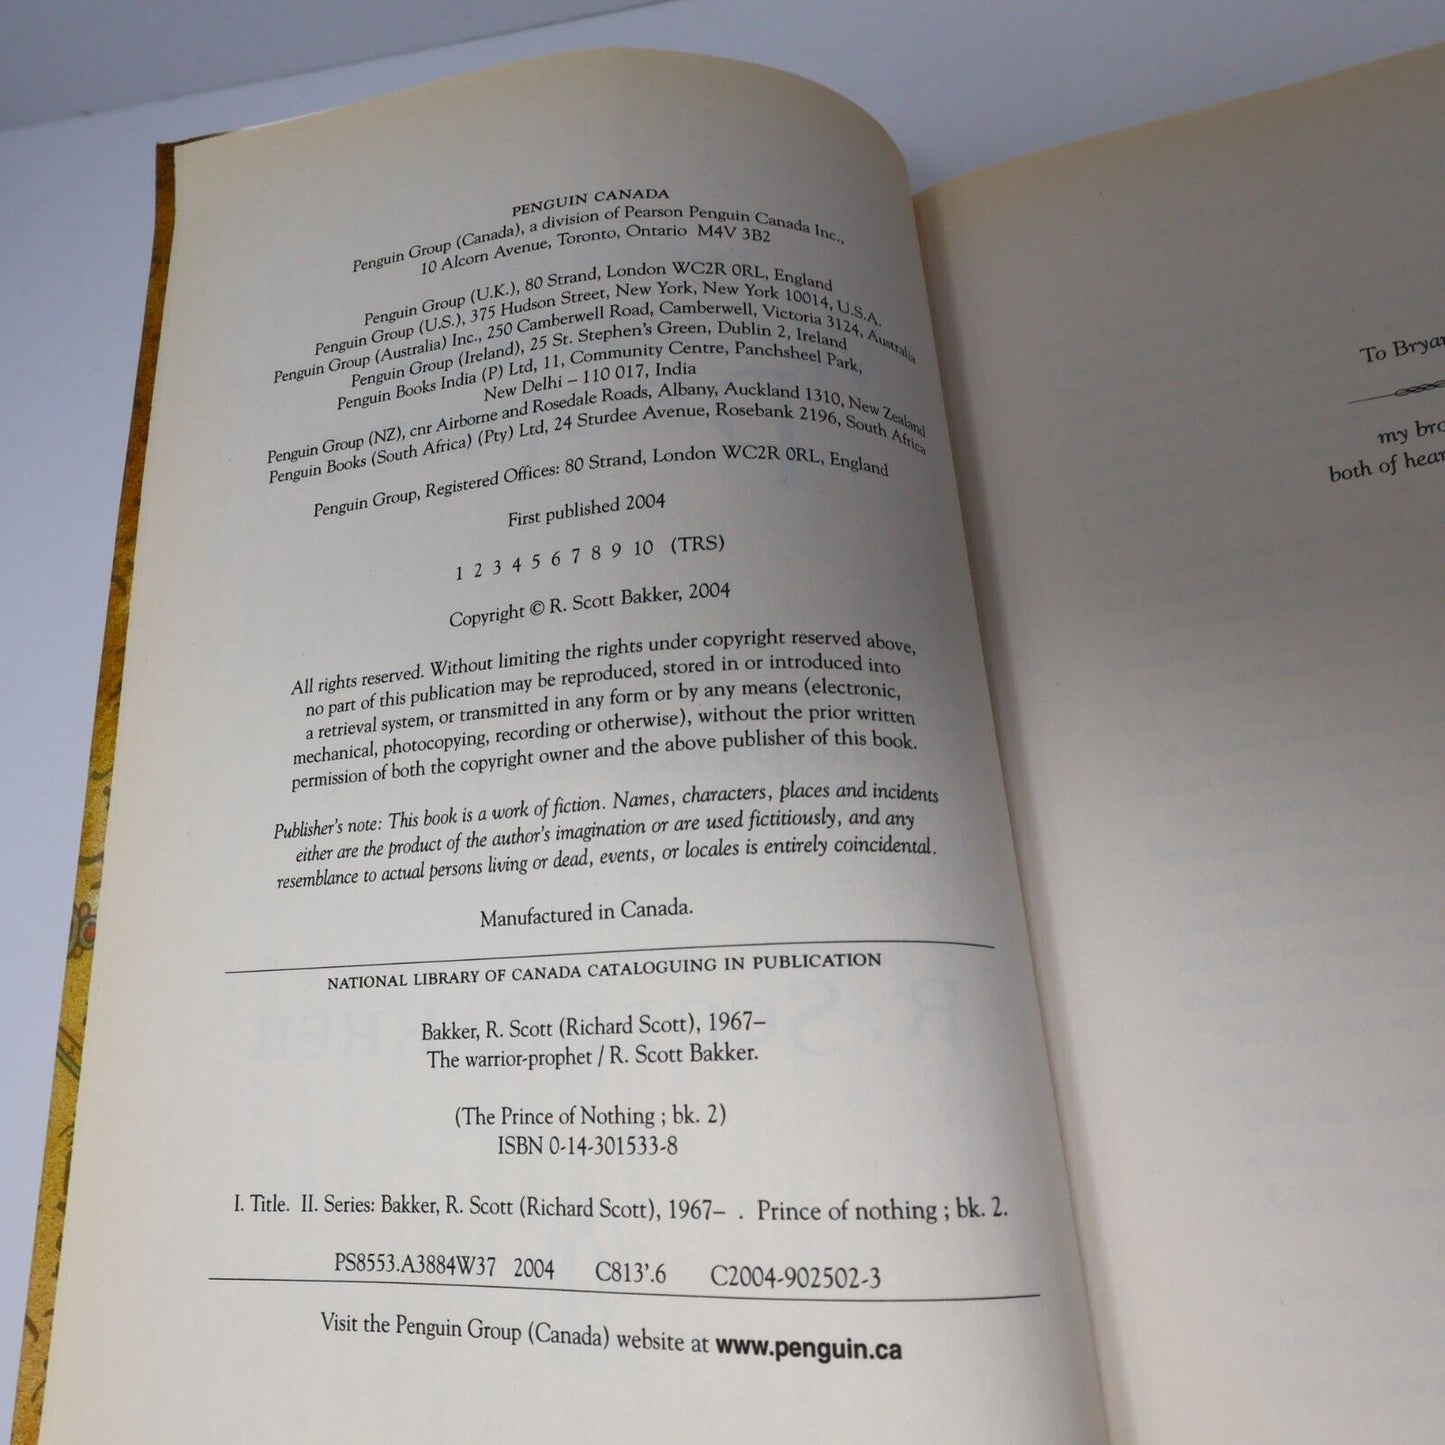 PENGUIN CANADA
Penguin Group (Canada), a division of Pearson Penguin Canada Inc.,
10 Alcorn Avenue, Toronto, Ontario M4V 3B2
Penguin Group (U.K.), 80 Strand, London WC2R 0RL, England
Penguin Group (U.S.), 375 Hudson Street, New York, New York 10014, U.S.A.
Penguin Group (Australia) Inc., 250 Camberwell Road, Camberwell, Victoria 3124, Australia
Penguin Group (Ireland), 25 St. Stephen's Green, Dublin 2, Ireland
Penguin Books India (P) Ltd, 11, Community Centre, Panchsheel Park,
New Delhi – 110 017, India
Penguin Group (NZ), cnr Airborne and Rosedale Roads, Albany, Auckland 1310, New Zealand
Penguin Books (South Africa) (Pty) Ltd, 24 Sturdee Avenue, Rosebank 2196, South Africa
Penguin Group, Registered Offices: 80 Strand, London WC2R 0RL, England
First published 2004
1 2 3 4 5 6 7 8 9 10 (TRS)
Copyright © R. Scott Bakker, 2004
All rights reserved. Without limiting the rights under copyright reserved above,
no part of this publication may be reproduced, stored in or introduced into
a retrieval system, or transmitted in any form or by any means (electronic,
mechanical, photocopying, recording or otherwise), without the prior written
permission of both the copyright owner and the above publisher of this book.
Publisher's note: This book is a work of fiction. Names, characters, places and incidents
either are the product of the author's imagination or are used fictitiously, and any
resemblance to actual persons living or dead, events, or locales is entirely coincidental.
Manufactured in Canada.
NATIONAL LIBRARY OF CANADA CATALOGUING IN PUBLICATION
Bakker, R. Scott (Richard Scott), 1967–
The warrior-prophet / R. Scott Bakker.
(The Prince of Nothing ; bk. 2)
ISBN 0-14-301533-8
I. Title. II. Series: Bakker, R. Scott (Richard Scott), 1967– . Prince of nothing ; bk. 2.
PS8553.A3884W37 2004 C813'.6 C2004-902502-3
Visit the Penguin Group (Canada) website at www.penguin.ca
To Bryan
my bro
both of hear